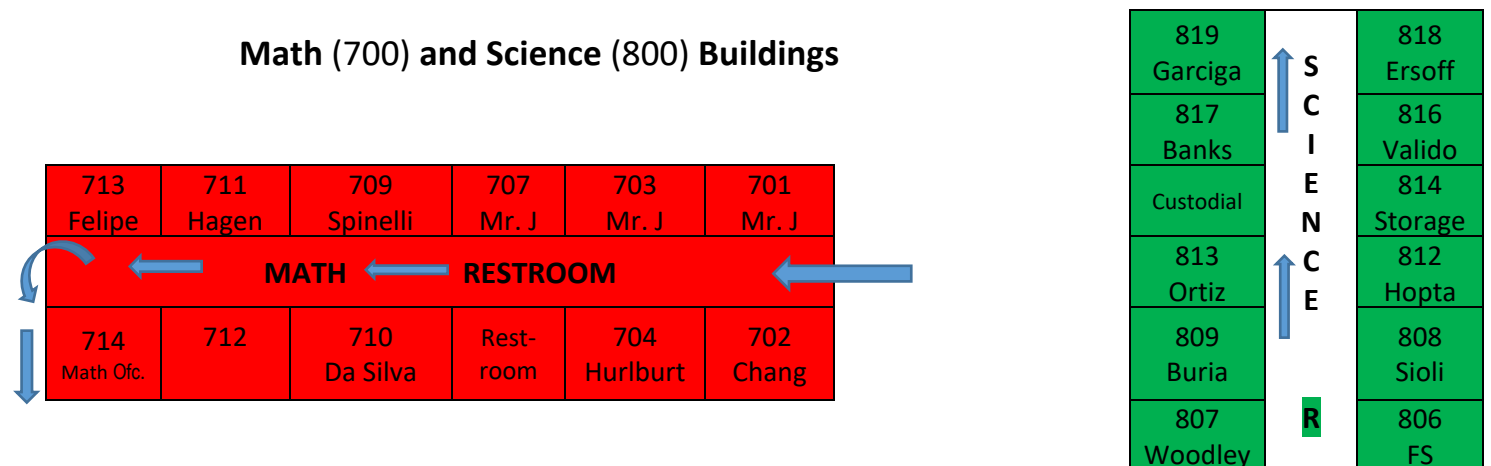 Math (700) and Science (800) Buildings
713 Felipe
711 Hagen
709 Spinelli
707 Mr. J
703 Mr. J
701 Mr. J
MATH RESTROOM
714 Math Ofc.
712
710 Da Silva
Rest-
room
704 Hurlburt
702 Chang
819 Garciga
817 Banks
Custodial
813 Ortiz
809 Buria
807 Woodley
SCIENCE
R
818 Ersoff
816 Valido
814 Storage
812 Hopta
808 Sioli
806 FS